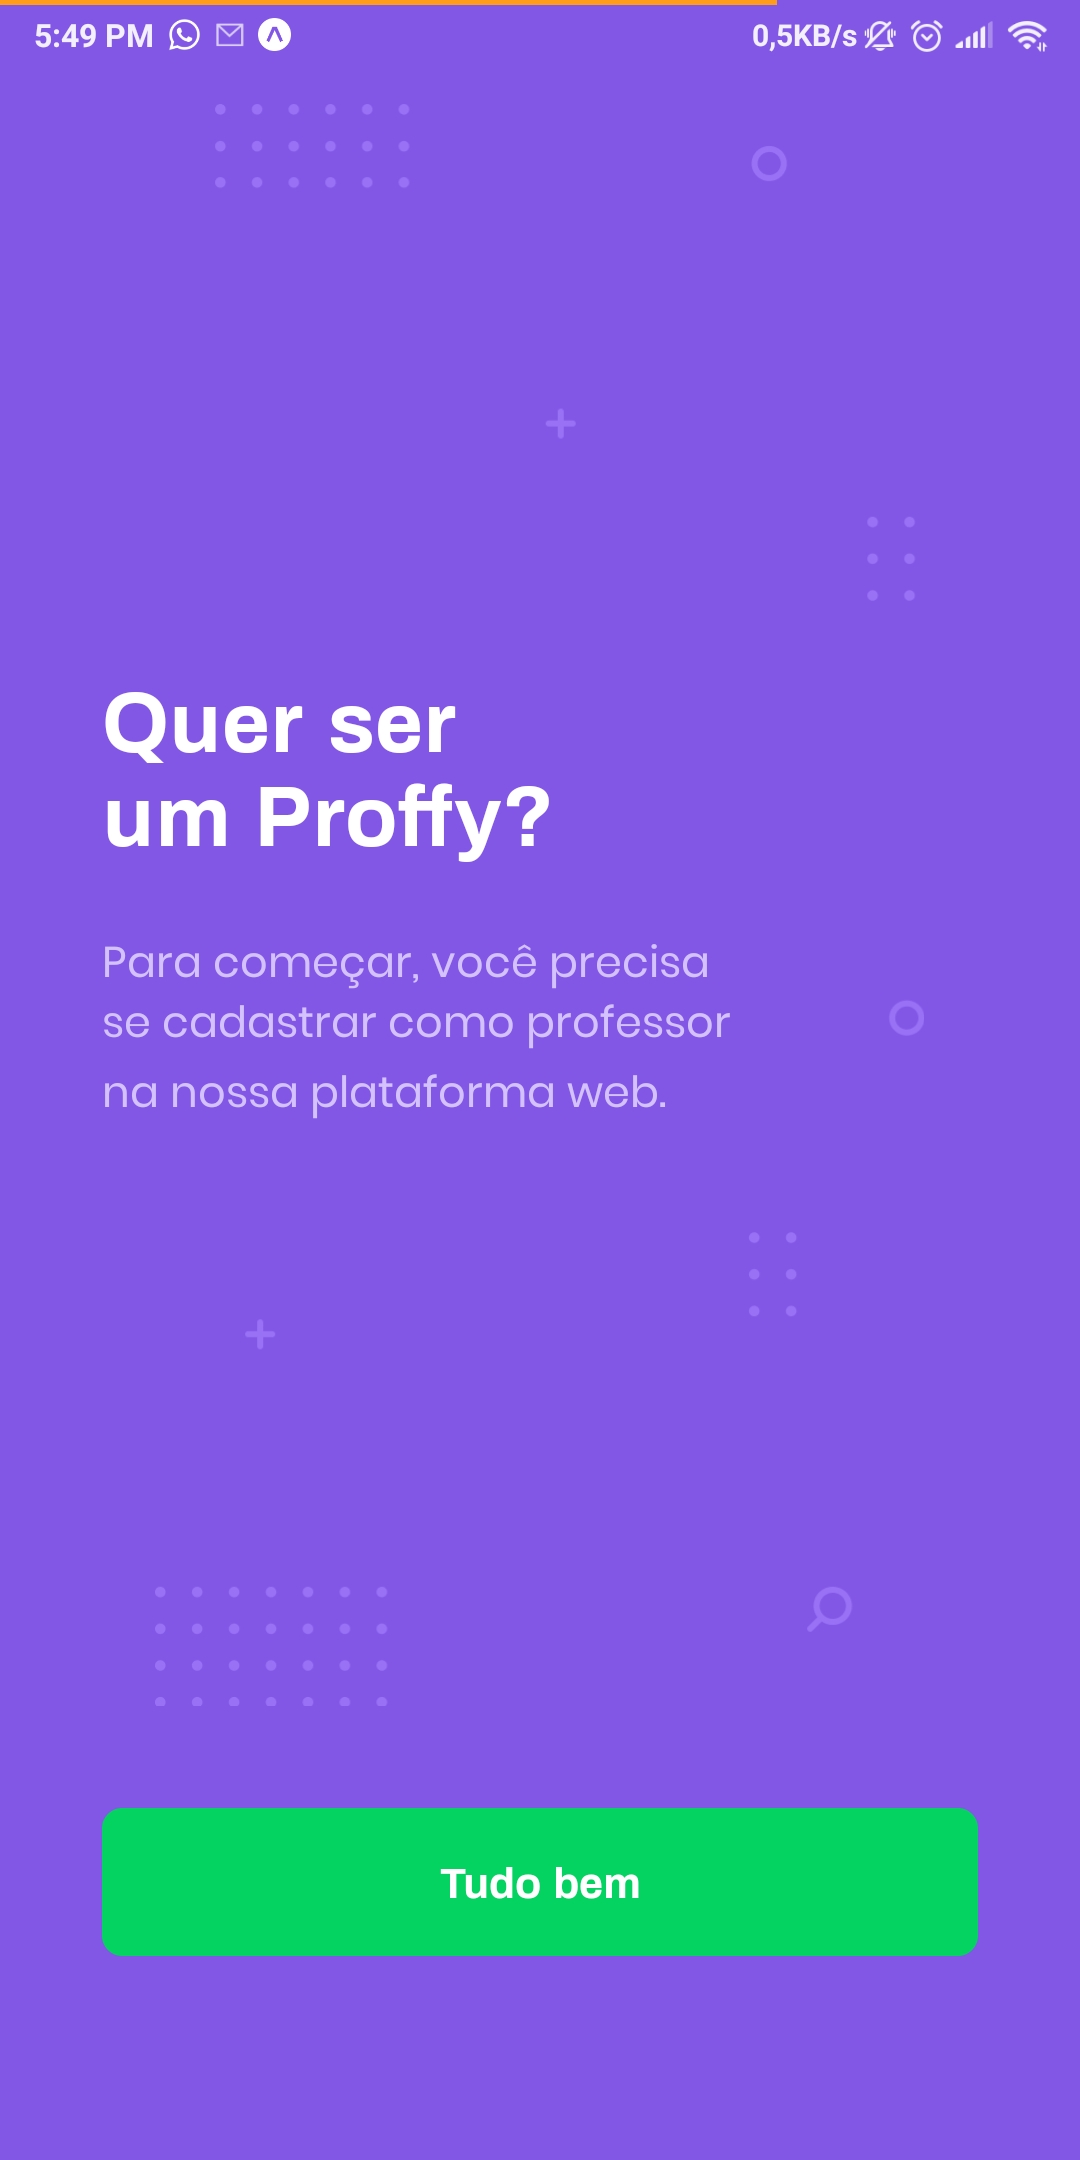 5:49 PM 0,5KB/s
Quer ser
um Proffy?
Para começar, você precisa
se cadastrar como professor
na nossa plataforma web.
Tudo bem